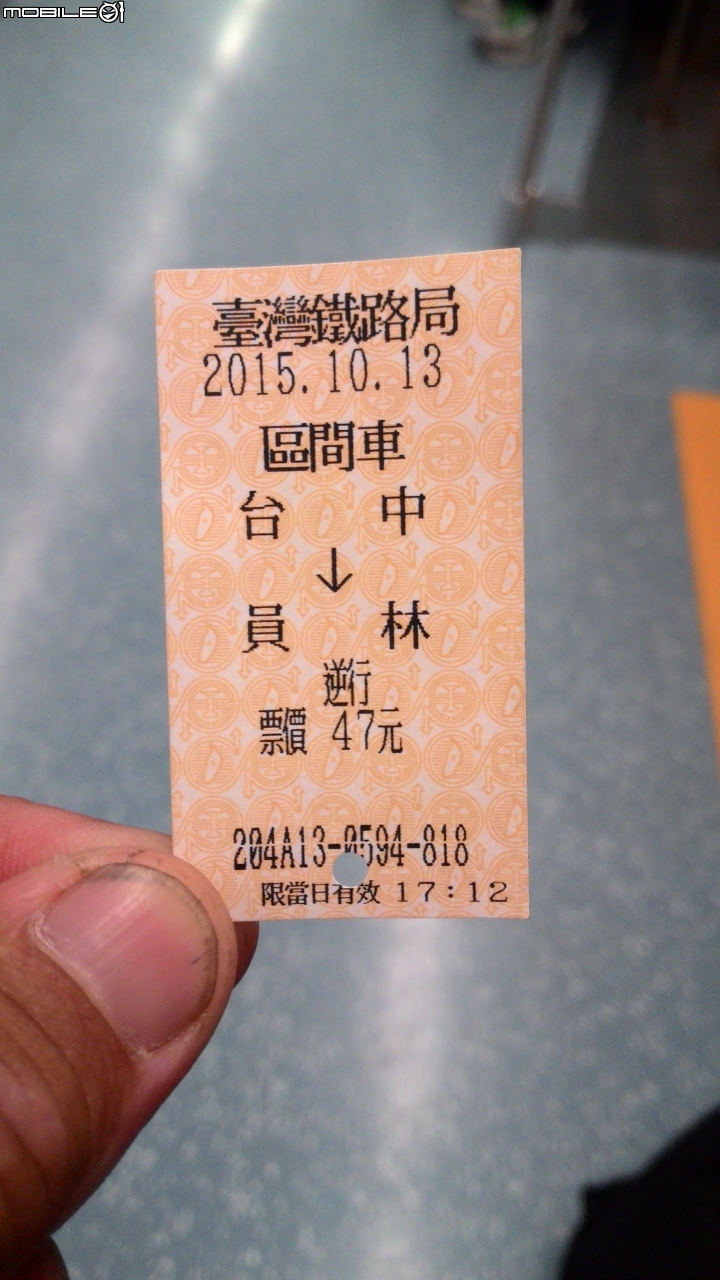 MOBILE01
臺灣鐵路局
2015.10.13
區間車
台 中
↓
員 林
逆行
票價 47元
204A13-0594-818
限當日有效 17:12